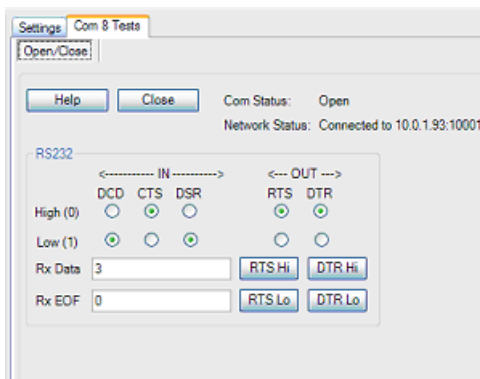 Settings Com 8 Tests
Open/Close
Help Close Com Status: Open
Network Status: Connected to 10.0.1.93:10001
RS232
<----------- IN ----------> <--- OUT --->
DCD CTS DSR RTS DTR
High (0)
Low (1)
Rx Data 3 RTS Hi DTR Hi
Rx EOF 0 RTS Lo DTR Lo